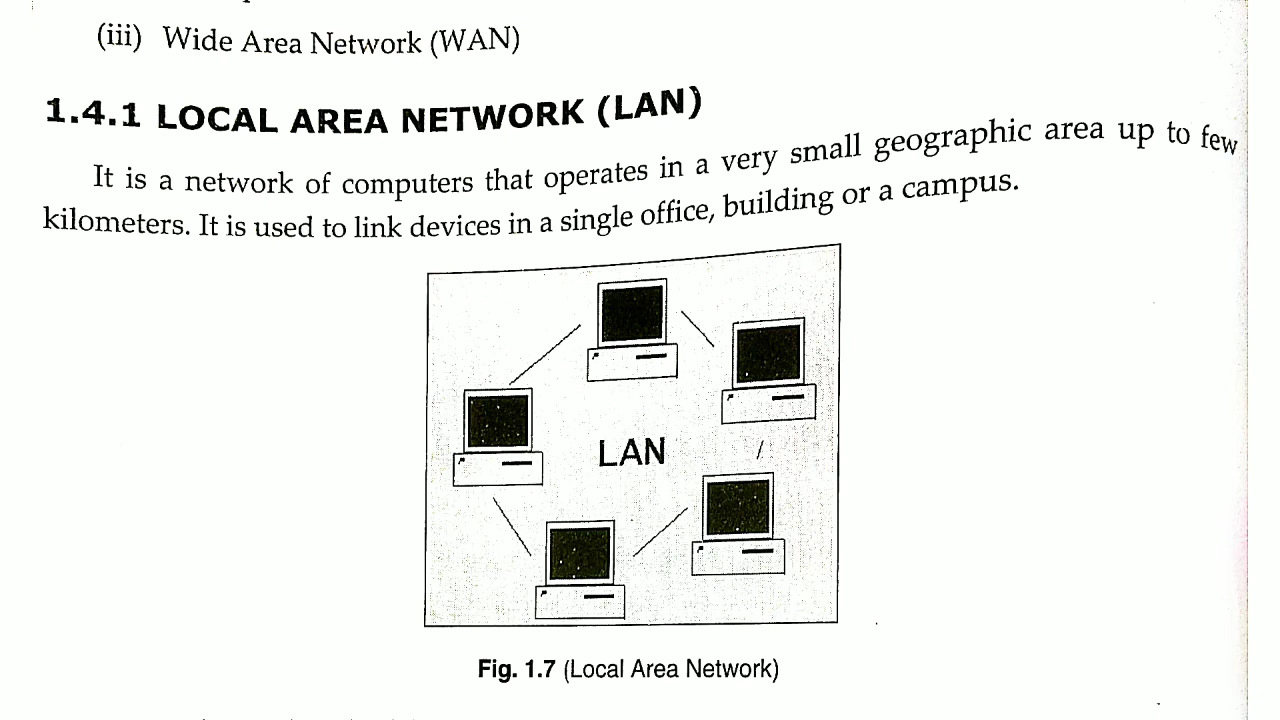 (iii) Wide Area Network (WAN)
1.4.1 LOCAL AREA NETWORK (LAN)
It is a network of computers that operates in a very small geographic area up to few
kilometers. It is used to link devices in a single office, building or a campus.
LAN
Fig. 1.7 (Local Area Network)